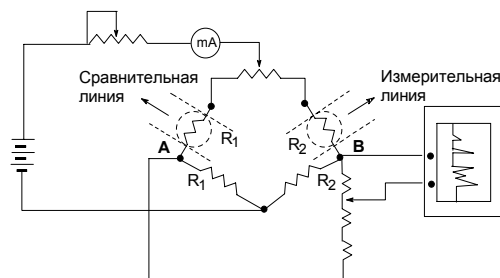 mA
Сравнительная
линия
Измерительная
линия
R1
R2
A
B
R1
R2